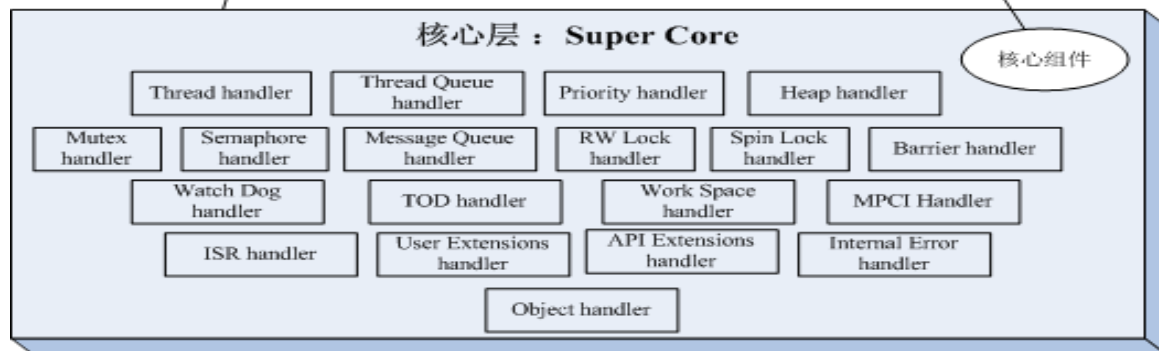 核心层： Super Core
核心组件
Thread handler
Thread Queue
handler
Priority handler
Heap handler
Mutex
handler
Semaphore
handler
Message Queue
handler
RW Lock
handler
Spin Lock
handler
Barrier handler
Watch Dog
handler
TOD handler
Work Space
handler
MPCI Handler
ISR handler
User Extensions
handler
API Extensions
handler
Internal Error
handler
Object handler